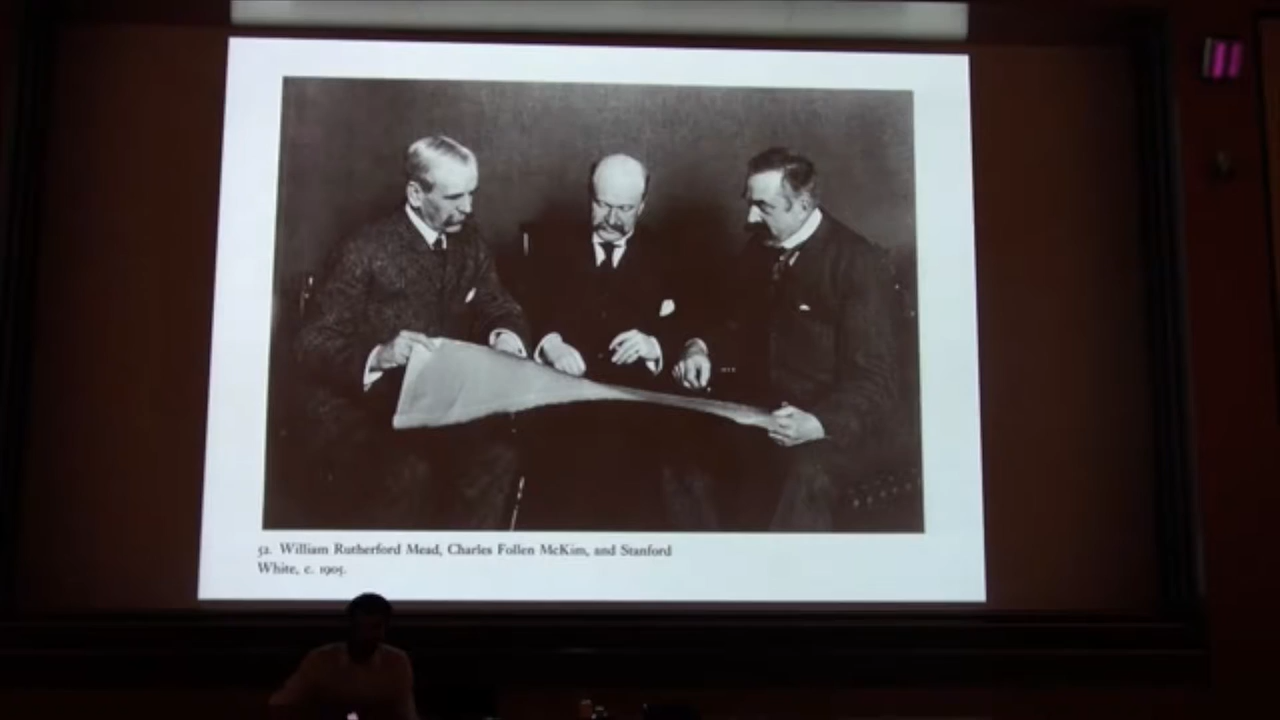 52. William Rutherford Mead, Charles Follen McKim, and Stanford
White, c. 1905.